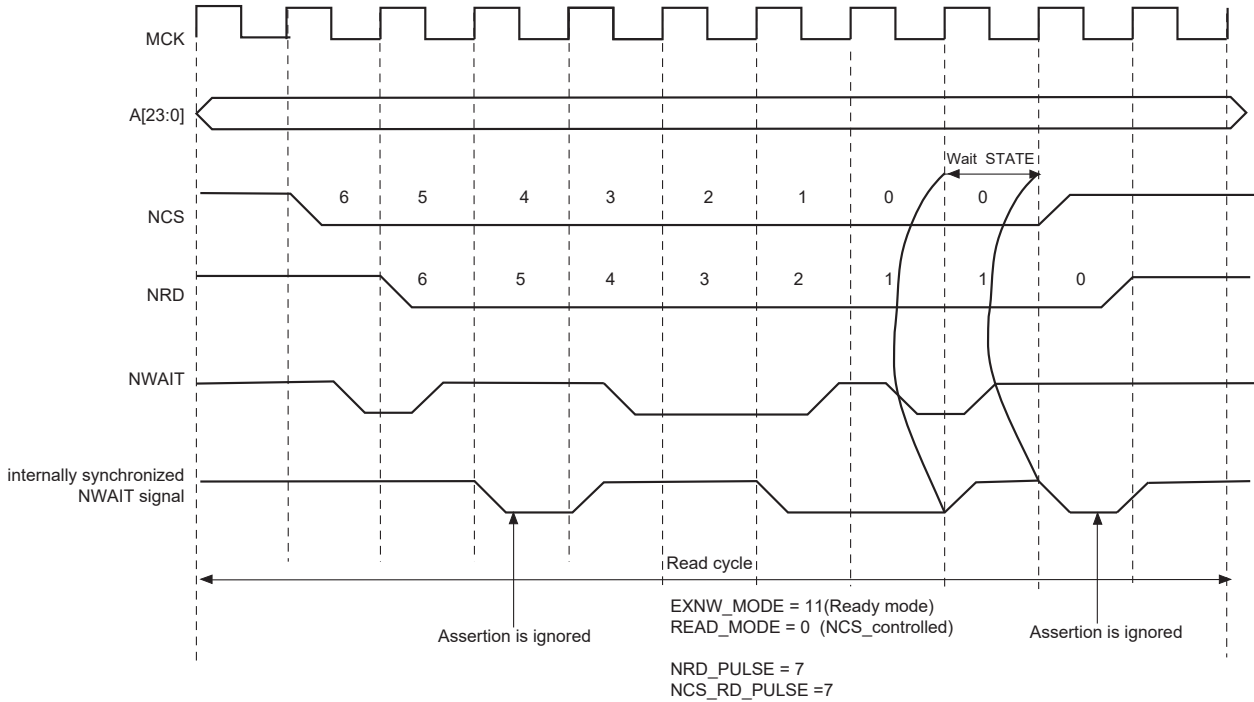 MCK
A[23:0]
Wait STATE
NCS
6 5 4 3 2 1 0 0
NRD
6 5 4 3 2 1 1 0
NWAIT
internally synchronized
NWAIT signal
Read cycle
EXNW_MODE = 11(Ready mode)
READ_MODE = 0 (NCS_controlled)
Assertion is ignored
Assertion is ignored
NRD_PULSE = 7
NCS_RD_PULSE =7